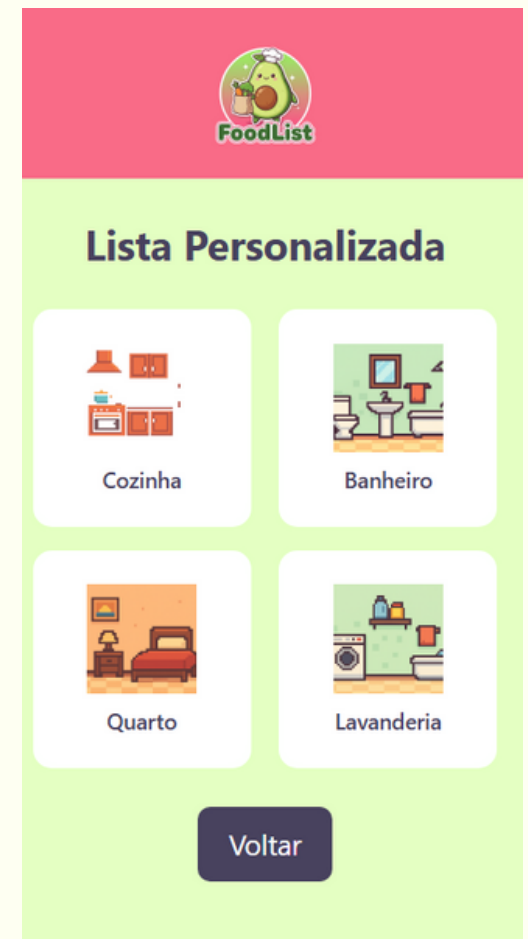 FoodList
Lista Personalizada
Cozinha
Banheiro
Quarto
Lavanderia
Voltar